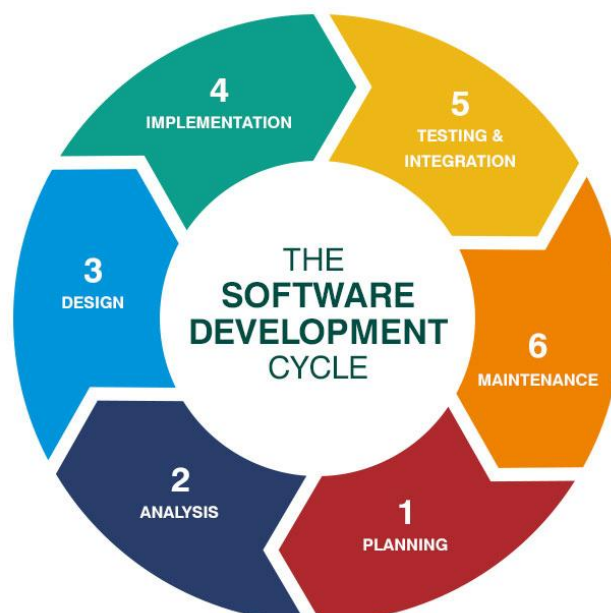 THE
SOFTWARE
DEVELOPMENT
CYCLE
1
PLANNING
2
ANALYSIS
3
DESIGN
4
IMPLEMENTATION
5
TESTING &
INTEGRATION
6
MAINTENANCE